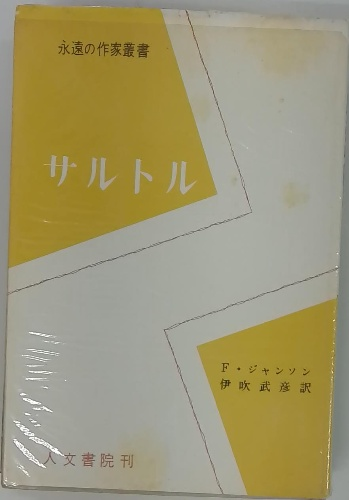 永遠の作家叢書
サルトル
F・ジャンソン
伊吹武彦訳
人文書院刊